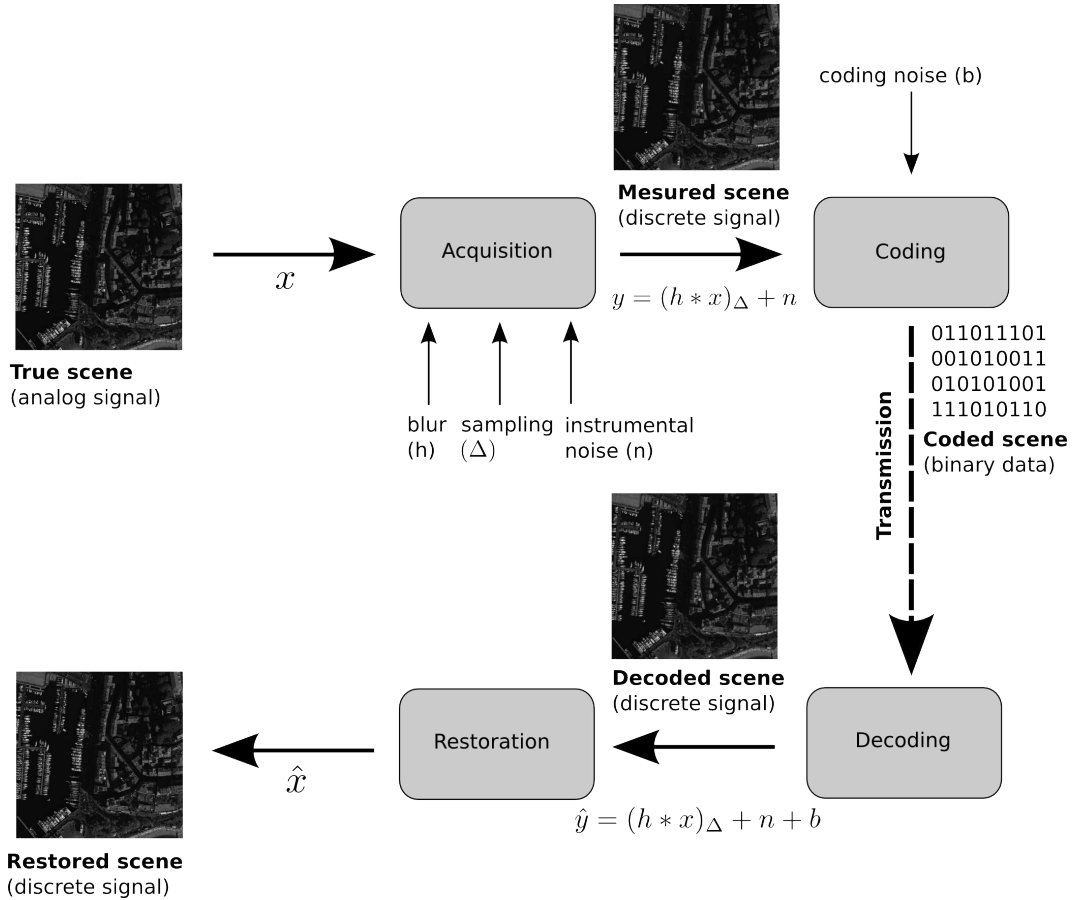 True scene
(analog signal)
x
Acquisition
blur
(h)
sampling
(Δ)
instrumental
noise (n)
Mesured scene
(discrete signal)
y = (h ∗ x)_Δ + n
coding noise (b)
Coding
Transmission
011011101
001010011
010101001
111010110
Coded scene
(binary data)
Decoding
Decoded scene
(discrete signal)
ŷ = (h ∗ x)_Δ + n + b
Restoration
x̂
Restored scene
(discrete signal)